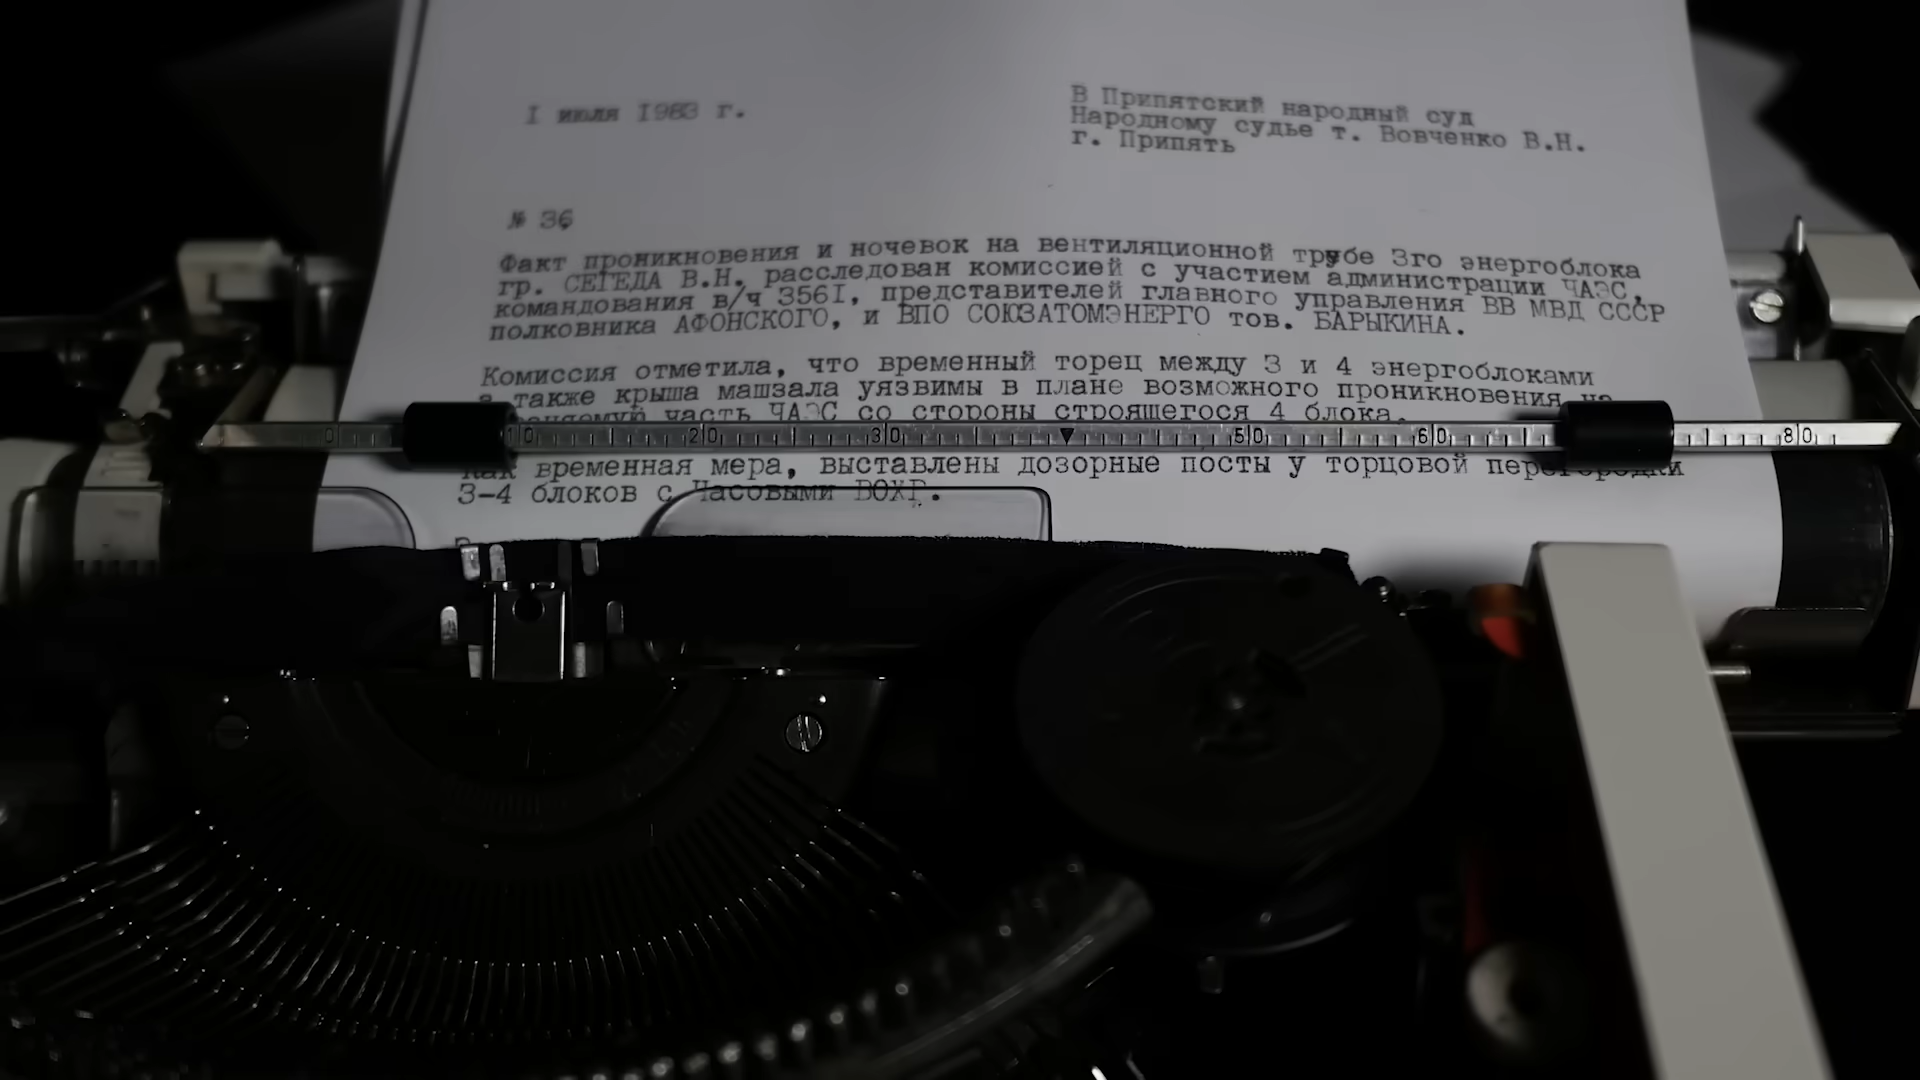 I июля 1983 г.
В Припятский народный суд
Народному судье т. Вовченко В.Н.
г. Припять
№ 36
Факт проникновения и ночевок на вентиляционной трубе 3го энергоблока
гр. СЕГЕДА В.Н. расследован комиссией с участием администрации ЧАЭС,
командования в/ч 356I, представителей главного управления ВВ МВД СССР
полковника АФОНСКОГО, и ВПО СОЮЗАТОМЭНЕРГО тов. БАРЫКИНА.
Комиссия отметила, что временный торец между 3 и 4 энергоблоками
а также крыша машзала уязвимы в плане возможного проникновения на
часть ЧАЭС со стороны строящегося 4 блока.
Как временная мера, выставлены дозорные посты у торцовой перегородки
3-4 блоков с Часовыми ВОХР.
0 10 20 30 50 60 80